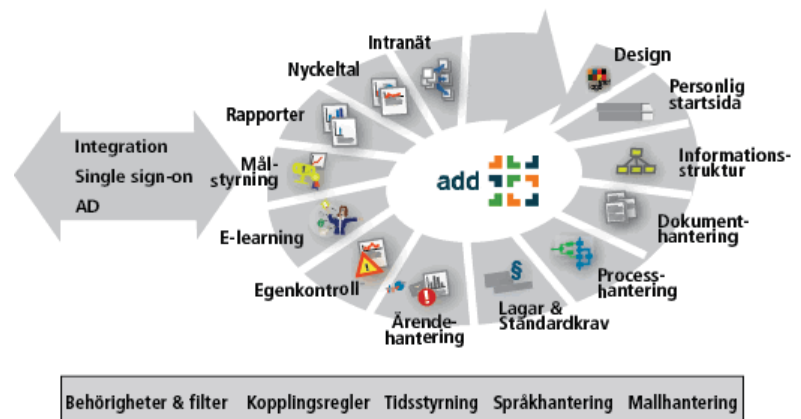 Intranät
Design
Nyckeltal
Personlig
startsida
Rapporter
Integration
Single sign-on
AD
Mål-
styrning
add
Informations-
struktur
E-learning
Dokument-
hantering
Egenkontroll
Process-
hantering
Ärende-
hantering
§
Lagar &
Standardkrav
Behörigheter & filter Kopplingsregler Tidsstyrning Språkhantering Mallhantering